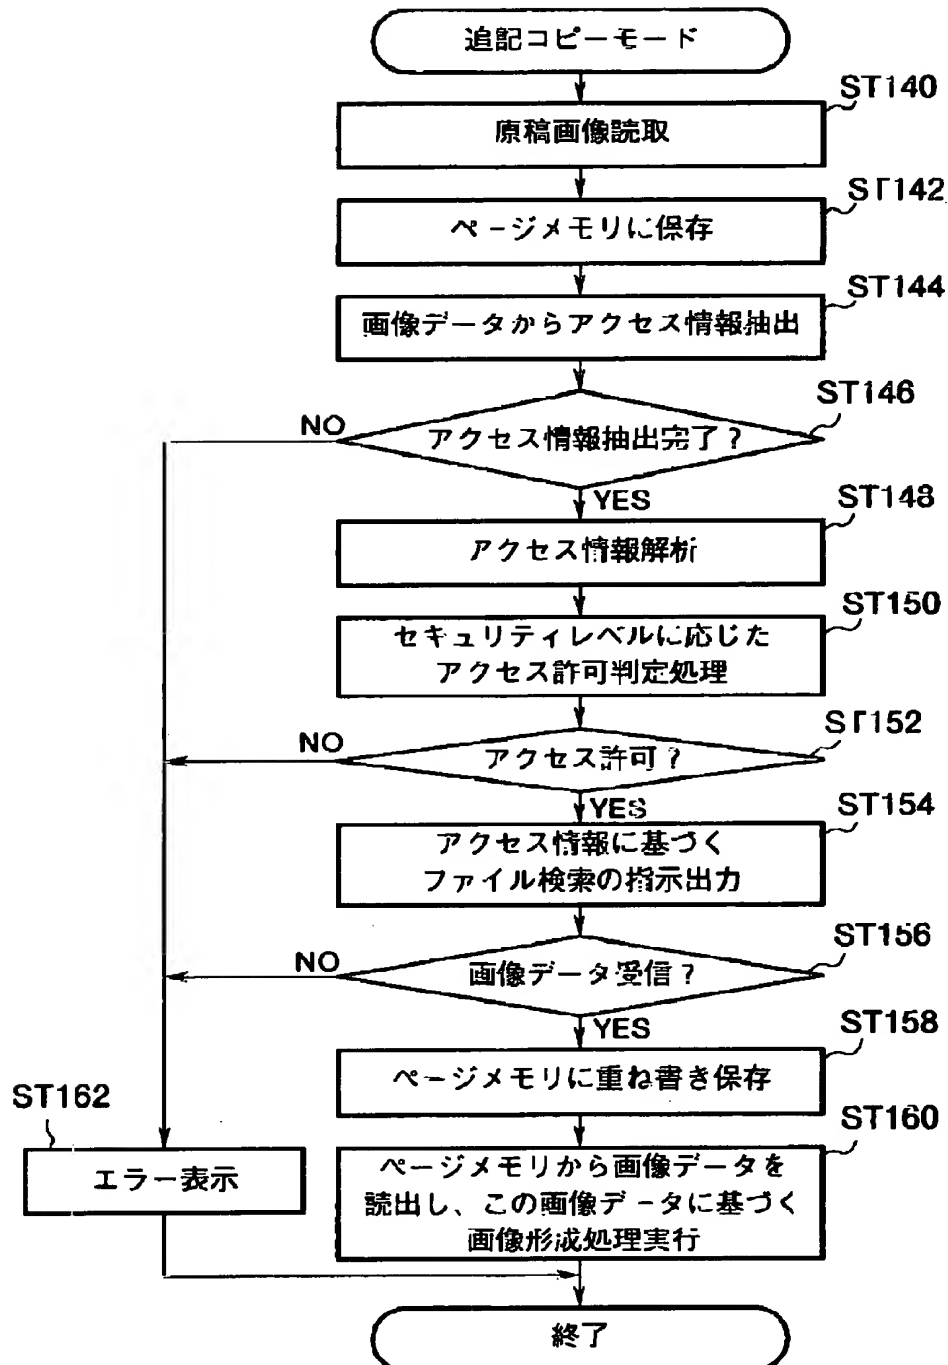 追記コピーモード
ST140
原稿画像読取
ST142
ページメモリに保存
ST144
画像データからアクセス情報抽出
ST146
NO
アクセス情報抽出完了?
YES
ST148
アクセス情報解析
ST150
セキュリティレベルに応じた
アクセス許可判定処理
ST152
NO
アクセス許可?
YES
ST154
アクセス情報に基づく
ファイル検索の指示出力
ST156
NO
画像データ受信?
YES
ST158
ページメモリに重ね書き保存
ST162
ST160
エラー表示
ページメモリから画像データを
読出し、この画像データに基づく
画像形成処理実行
終了